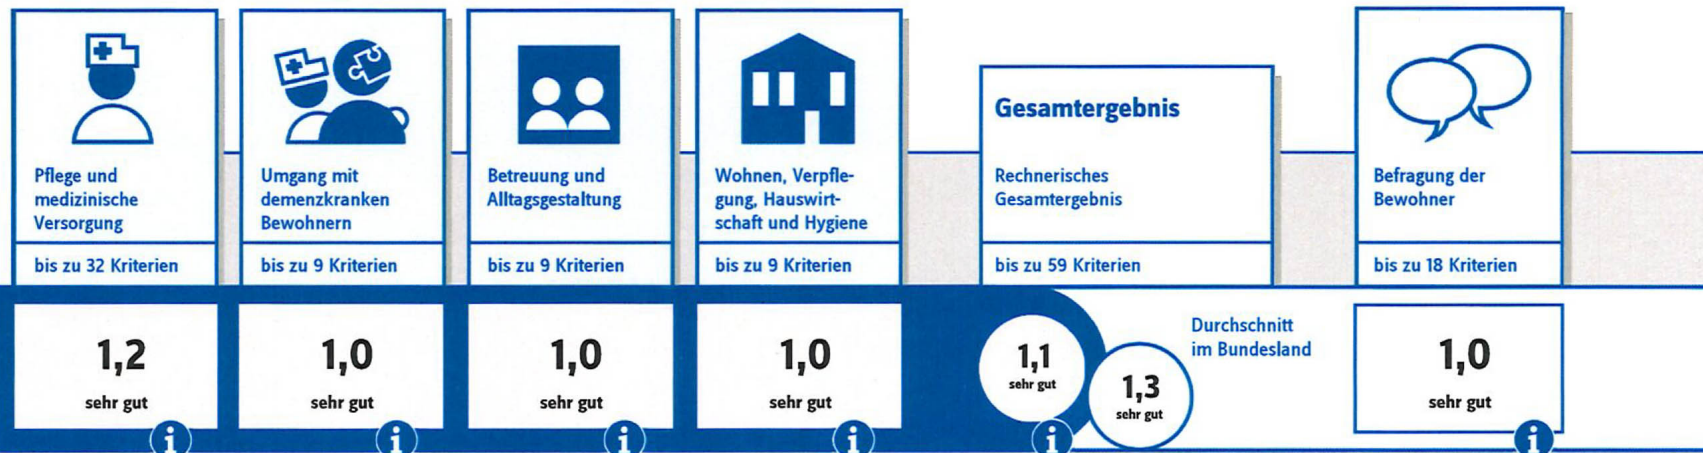 Pflege und
medizinische
Versorgung
bis zu 32 Kriterien
1,2
sehr gut
i
Umgang mit
demenzkranken
Bewohnern
bis zu 9 Kriterien
1,0
sehr gut
i
Betreuung und
Alltagsgestaltung
bis zu 9 Kriterien
1,0
sehr gut
i
Wohnen, Verpfle-
gung, Hauswirt-
schaft und Hygiene
bis zu 9 Kriterien
1,0
sehr gut
i
Gesamtergebnis
Rechnerisches
Gesamtergebnis
bis zu 59 Kriterien
1,1
sehr gut
i
Durchschnitt
im Bundesland
1,3
sehr gut
Befragung der
Bewohner
bis zu 18 Kriterien
1,0
sehr gut
i